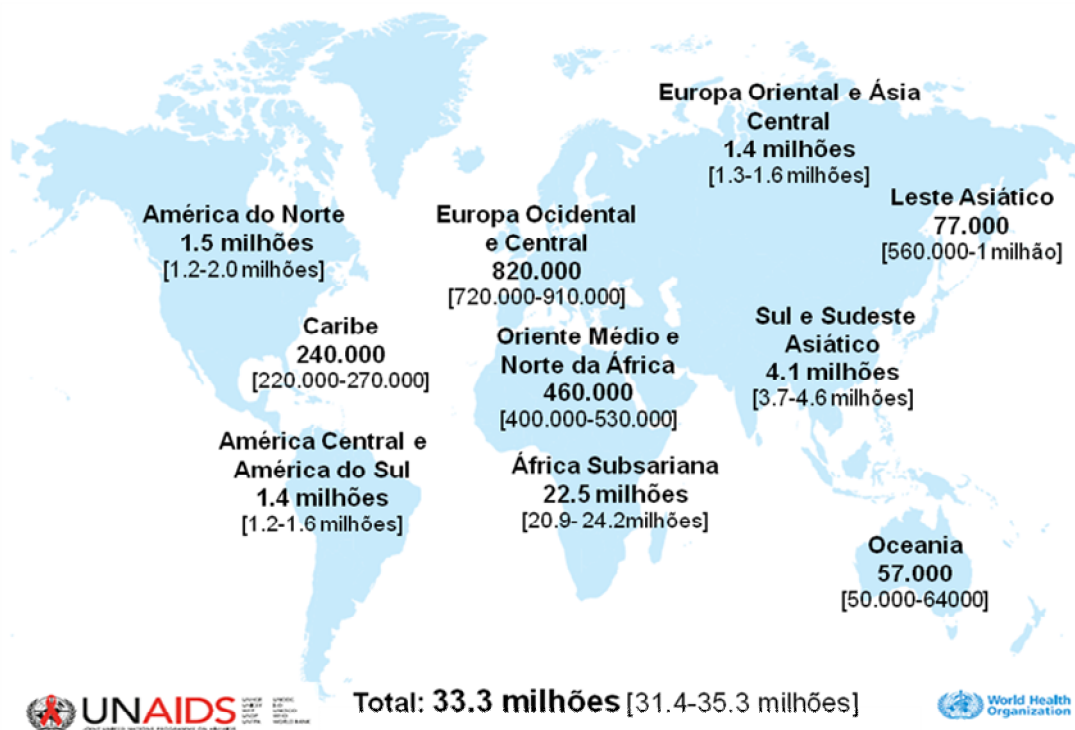 Europa Oriental e Ásia
Central
1.4 milhões
[1.3-1.6 milhões]
América do Norte
1.5 milhões
[1.2-2.0 milhões]
Europa Ocidental
e Central
820.000
[720.000-910.000]
Leste Asiático
77.000
[560.000-1 milhão]
Caribe
240.000
[220.000-270.000]
Oriente Médio e
Norte da África
460.000
[400.000-530.000]
Sul e Sudeste
Asiático
4.1 milhões
[3.7-4.6 milhões]
América Central e
América do Sul
1.4 milhões
[1.2-1.6 milhões]
África Subsariana
22.5 milhões
[20.9- 24.2milhões]
Oceania
57.000
[50.000-64000]
UNAIDS
Total: 33.3 milhões [31.4-35.3 milhões]
World Health
Organization